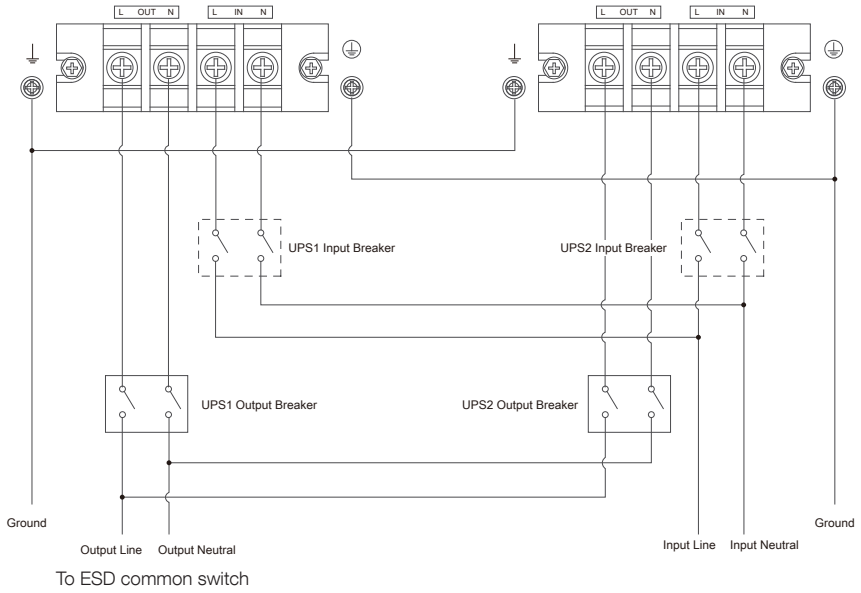 L OUT N
L IN N
L OUT N
L IN N
UPS1 Input Breaker
UPS2 Input Breaker
UPS1 Output Breaker
UPS2 Output Breaker
Ground
Ground
Output Line
Output Neutral
Input Line
Input Neutral
To ESD common switch